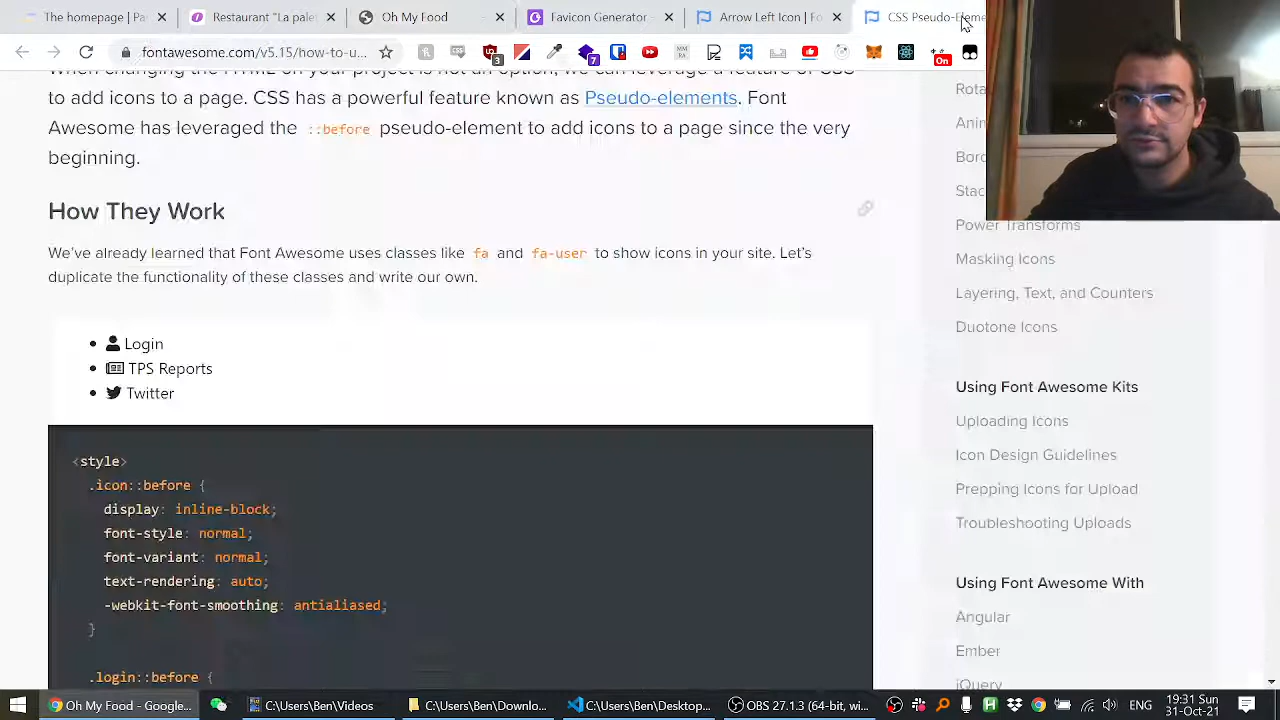 homepage | Pa
Restaurant "La pale
Oh My Food
Favicon Generator
Arrow Left Icon | Fo
CSS Pseudo-Eleme
.fontawesome.com/v5.15/how-to-u...
3
7
On
to add icons to a page. CSS has a powerful feature known as Pseudo-elements. Font
Awesome has leveraged the ::before pseudo-element to add icons to a page since the very
beginning.
How They Work
We've already learned that Font Awesome uses classes like fa and fa-user to show icons in your site. Let's
duplicate the functionality of these classes and write our own.
Login
TPS Reports
Twitter
<style>
.icon::before {
display: inline-block;
font-style: normal;
font-variant: normal;
text-rendering: auto;
-webkit-font-smoothing: antialiased;
}
.login::before {
Rota
Anim
Bord
Stac
Power Transforms
Masking Icons
Layering, Text, and Counters
Duotone Icons
Using Font Awesome Kits
Uploading Icons
Icon Design Guidelines
Prepping Icons for Upload
Troubleshooting Uploads
Using Font Awesome With
Angular
Ember
jQuery
Oh My Food - Google...
C:\Users\Ben\Videos
C:\Users\Ben\Downlo...
C:\Users\Ben\Desktop...
OBS 27.1.3 (64-bit, wi...
ENG
19:31 Sun
31-Oct-21